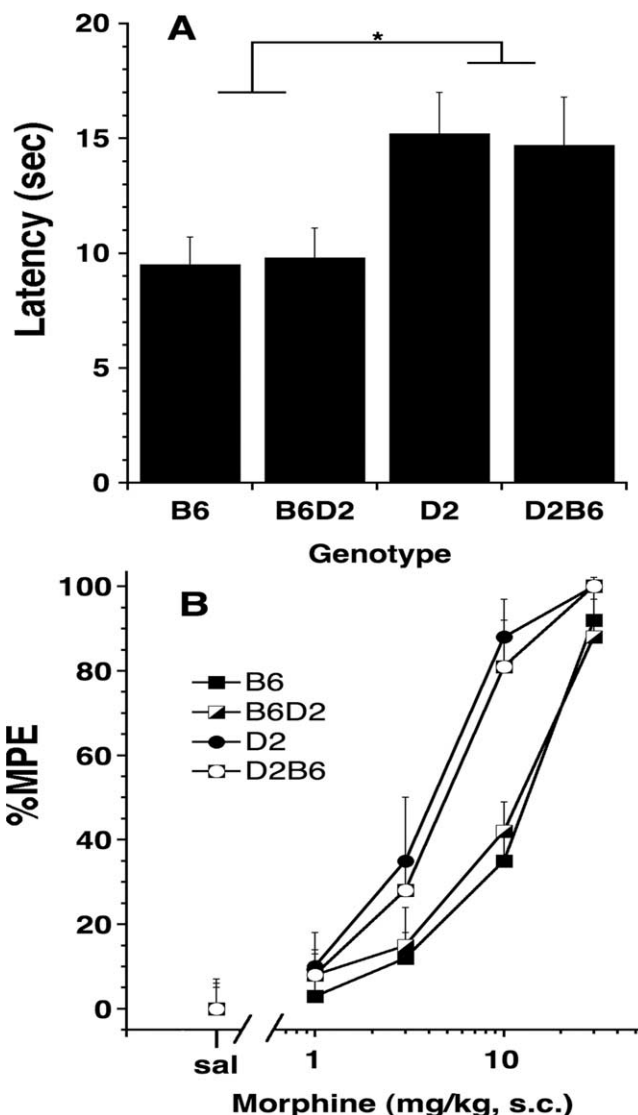 A
*
20
15
10
5
0
Latency (sec)
B6 B6D2 D2 D2B6
Genotype
B
100
80
60
40
20
0
%MPE
B6
B6D2
D2
D2B6
sal 1 10
Morphine (mg/kg, s.c.)